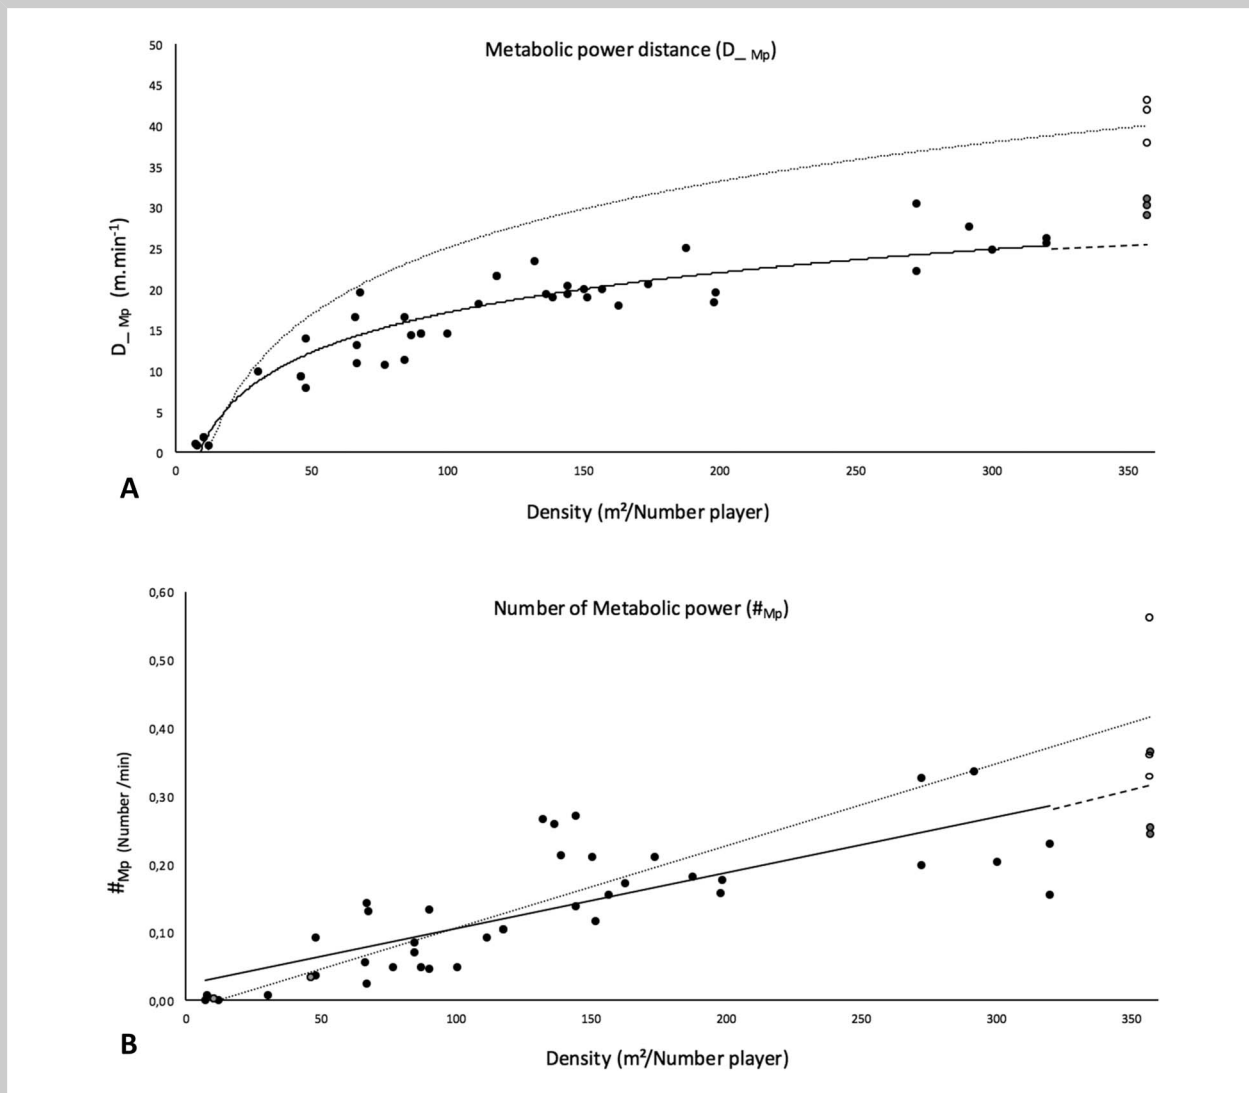 Metabolic power distance (D_ Mp)
50
45
40
35
30
25
20
15
10
5
0
D_ Mp (m.min⁻¹)
0 50 100 150 200 250 300 350
A
Density (m²/Number player)
Number of Metabolic power (#Mp)
0,60
0,50
0,40
0,30
0,20
0,10
0,00
#Mp (Number /min)
0 50 100 150 200 250 300 350
B
Density (m²/Number player)